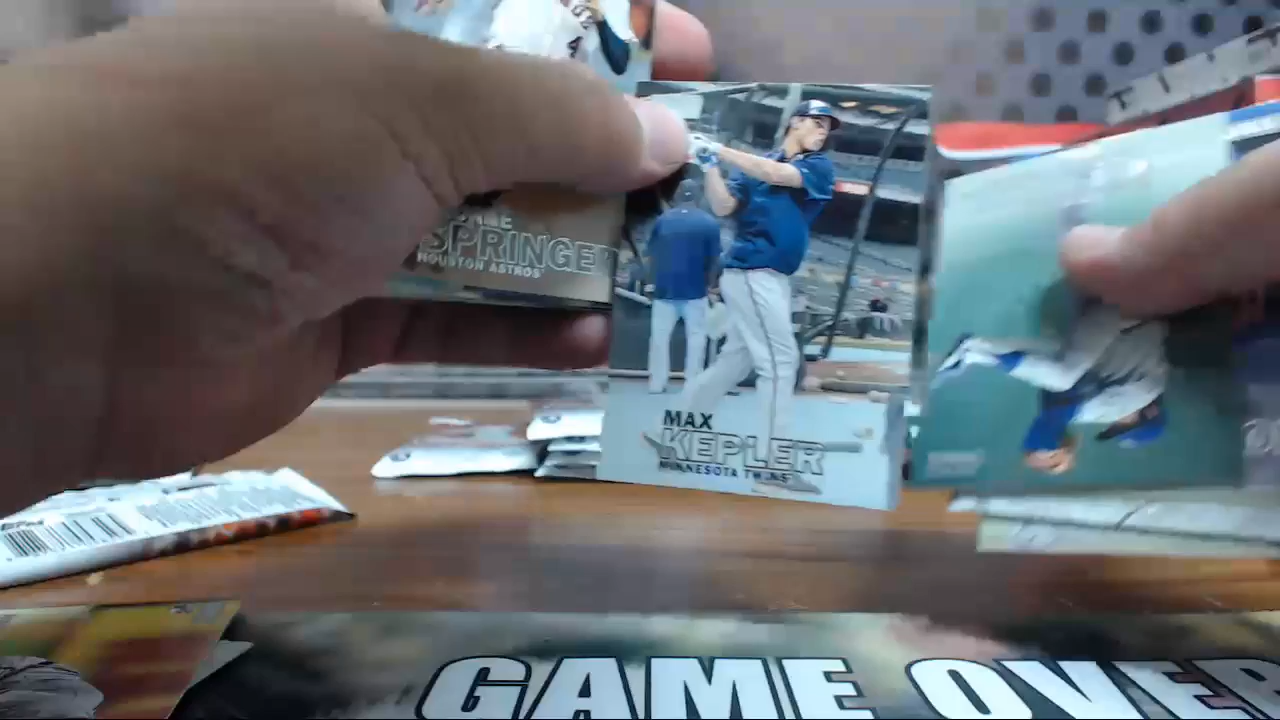 SPRINGER
HOUSTON ASTROS
MAX
KEPLER
MINNESOTA TWINS
GAME OVER